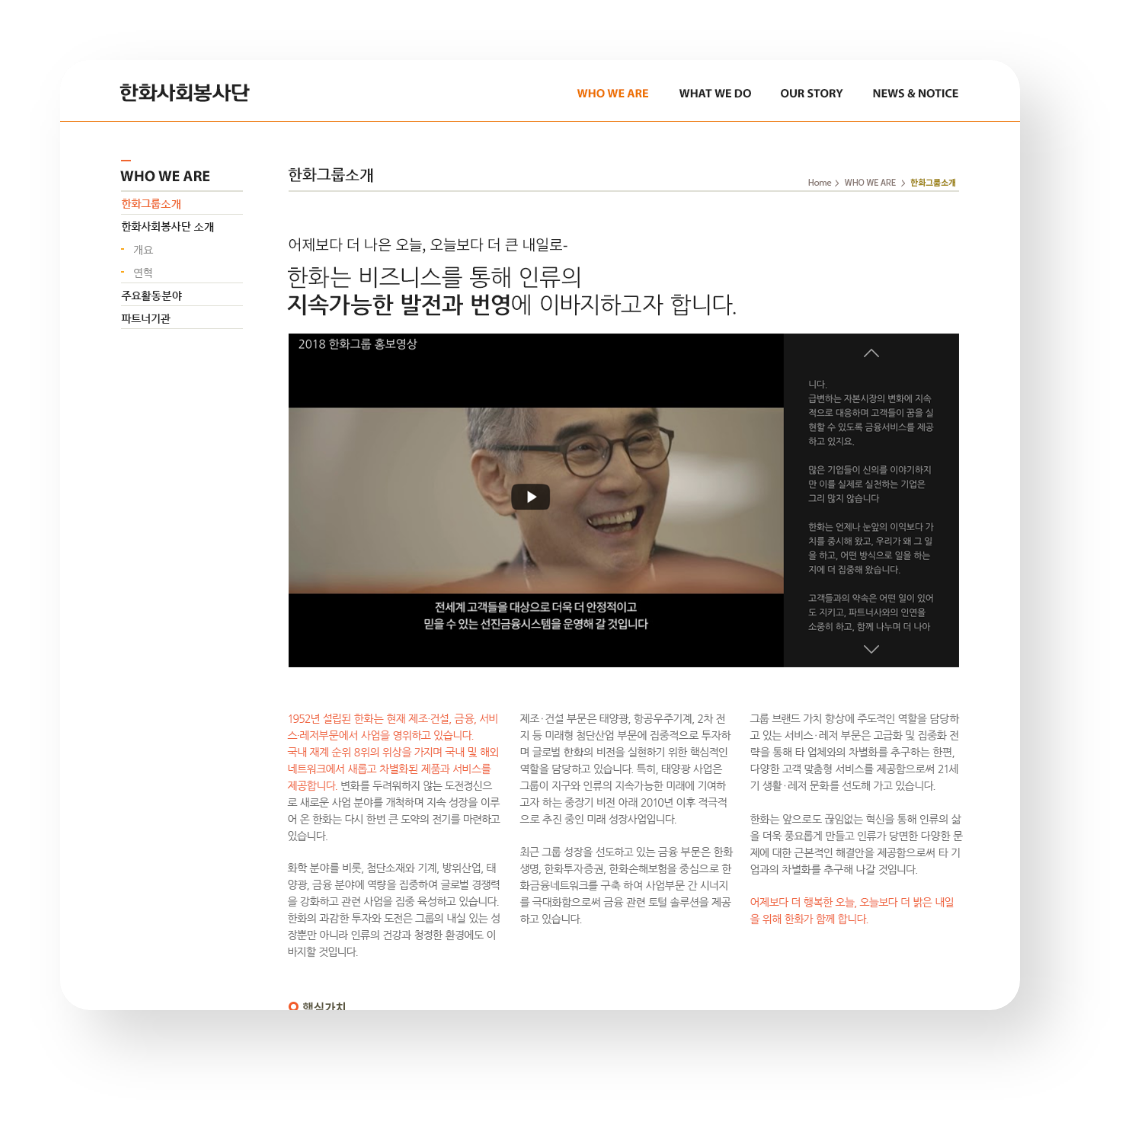 한화사회봉사단
WHO WE ARE
WHAT WE DO
OUR STORY
NEWS & NOTICE
WHO WE ARE
한화그룹소개
한화사회봉사단 소개
- 개요
- 연혁
주요활동분야
파트너기관
한화그룹소개
Home > WHO WE ARE > 한화그룹소개
어제보다 더 나은 오늘, 오늘보다 더 큰 내일로-
한화는 비즈니스를 통해 인류의
지속가능한 발전과 번영에 이바지하고자 합니다.
2018 한화그룹 홍보영상
전세계 고객들을 대상으로 더욱 더 안정적이고
믿을 수 있는 선진금융시스템을 운영해 갈 것입니다
니다.
급변하는 자본시장의 변화에 지속
적으로 대응하며 고객들이 꿈을 실
현할 수 있도록 금융서비스를 제공
하고 있지요.
많은 기업들이 신의를 이야기하지
만 이를 실제로 실천하는 기업은
그리 많지 않습니다
한화는 언제나 눈앞의 이익보다 가
치를 중시해 왔고, 우리가 왜 그 일
을 하고, 어떤 방식으로 일을 하는
지에 더 집중해 왔습니다.
고객들과의 약속은 어떤 일이 있어
도 지키고, 파트너사와의 인연을
소중히 하고, 함께 나누며 더 나아
1952년 설립된 한화는 현재 제조·건설, 금융, 서비
스·레저부문에서 사업을 영위하고 있습니다.
국내 재계 순위 8위의 위상을 가지며 국내 및 해외
네트워크에서 새롭고 차별화된 제품과 서비스를
제공합니다. 변화를 두려워하지 않는 도전정신으
로 새로운 사업 분야를 개척하며 지속 성장을 이루
어 온 한화는 다시 한번 큰 도약의 전기를 마련하고
있습니다.
화학 분야를 비롯, 첨단소재와 기계, 방위산업, 태
양광, 금융 분야에 역량을 집중하여 글로벌 경쟁력
을 강화하고 관련 사업을 집중 육성하고 있습니다.
한화의 과감한 투자와 도전은 그룹의 내실 있는 성
장뿐만 아니라 인류의 건강과 청정한 환경에도 이
바지할 것입니다.
제조·건설 부문은 태양광, 항공우주기계, 2차 전
지 등 미래형 첨단산업 부문에 집중적으로 투자하
며 글로벌 한화의 비전을 실현하기 위한 핵심적인
역할을 담당하고 있습니다. 특히, 태양광 사업은
그룹이 지구와 인류의 지속가능한 미래에 기여하
고자 하는 중장기 비전 아래 2010년 이후 적극적
으로 추진 중인 미래 성장사업입니다.
최근 그룹 성장을 선도하고 있는 금융 부문은 한화
생명, 한화투자증권, 한화손해보험을 중심으로 한
화금융네트워크를 구축 하여 사업부문 간 시너지
를 극대화함으로써 금융 관련 토털 솔루션을 제공
하고 있습니다.
그룹 브랜드 가치 향상에 주도적인 역할을 담당하
고 있는 서비스·레저 부문은 고급화 및 집중화 전
략을 통해 타 업체와의 차별화를 추구하는 한편,
다양한 고객 맞춤형 서비스를 제공함으로써 21세
기 생활·레저 문화를 선도해 가고 있습니다.
한화는 앞으로도 끊임없는 혁신을 통해 인류의 삶
을 더욱 풍요롭게 만들고 인류가 당면한 다양한 문
제에 대한 근본적인 해결안을 제공함으로써 타 기
업과의 차별화를 추구해 나갈 것입니다.
어제보다 더 행복한 오늘, 오늘보다 더 밝은 내일
을 위해 한화가 함께 합니다.
핵심가치